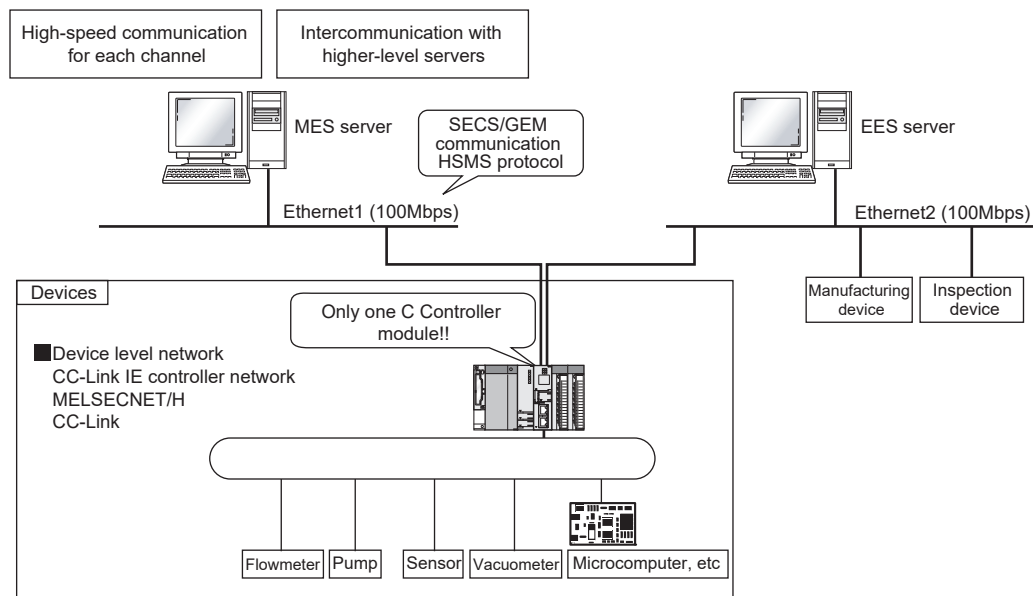 High-speed communication
for each channel
Intercommunication with
higher-level servers
MES server
SECS/GEM
communication
HSMS protocol
EES server
Ethernet1 (100Mbps)
Ethernet2 (100Mbps)
Devices
Only one C Controller
module!!
Manufacturing
device
Inspection
device
Device level network
CC-Link IE controller network
MELSECNET/H
CC-Link
Flowmeter
Pump
Sensor
Vacuometer
Microcomputer, etc